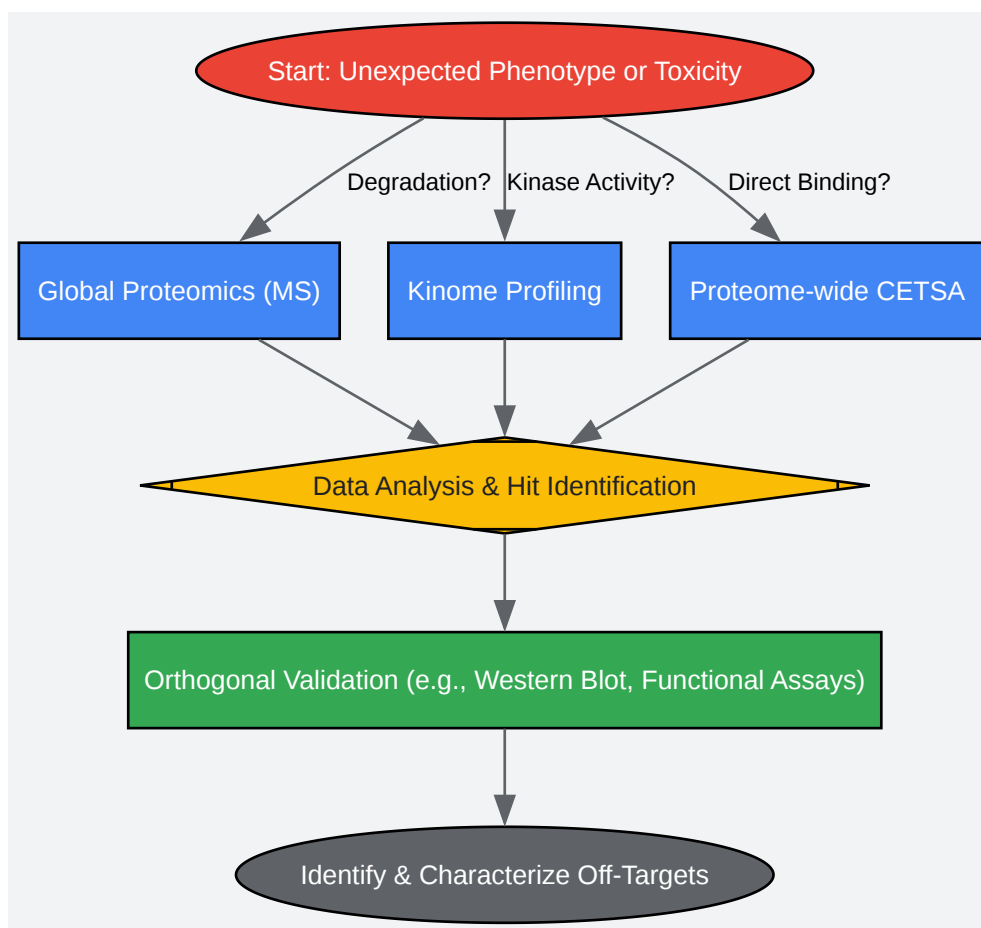 Start: Unexpected Phenotype or Toxicity
Degradation?
Kinase Activity?
Direct Binding?
Global Proteomics (MS)
Kinome Profiling
Proteome-wide CETSA
Data Analysis & Hit Identification
Orthogonal Validation (e.g., Western Blot, Functional Assays)
Identify & Characterize Off-Targets